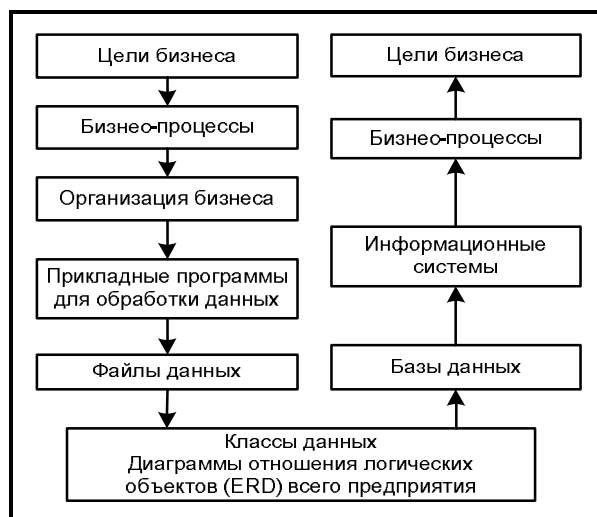 Цели бизнеса
Бизнес-процессы
Организация бизнеса
Прикладные программы
для обработки данных
Файлы данных
Классы данных
Диаграммы отношения логических
объектов (ERD) всего предприятия
Базы данных
Информационные
системы
Бизнес-процессы
Цели бизнеса